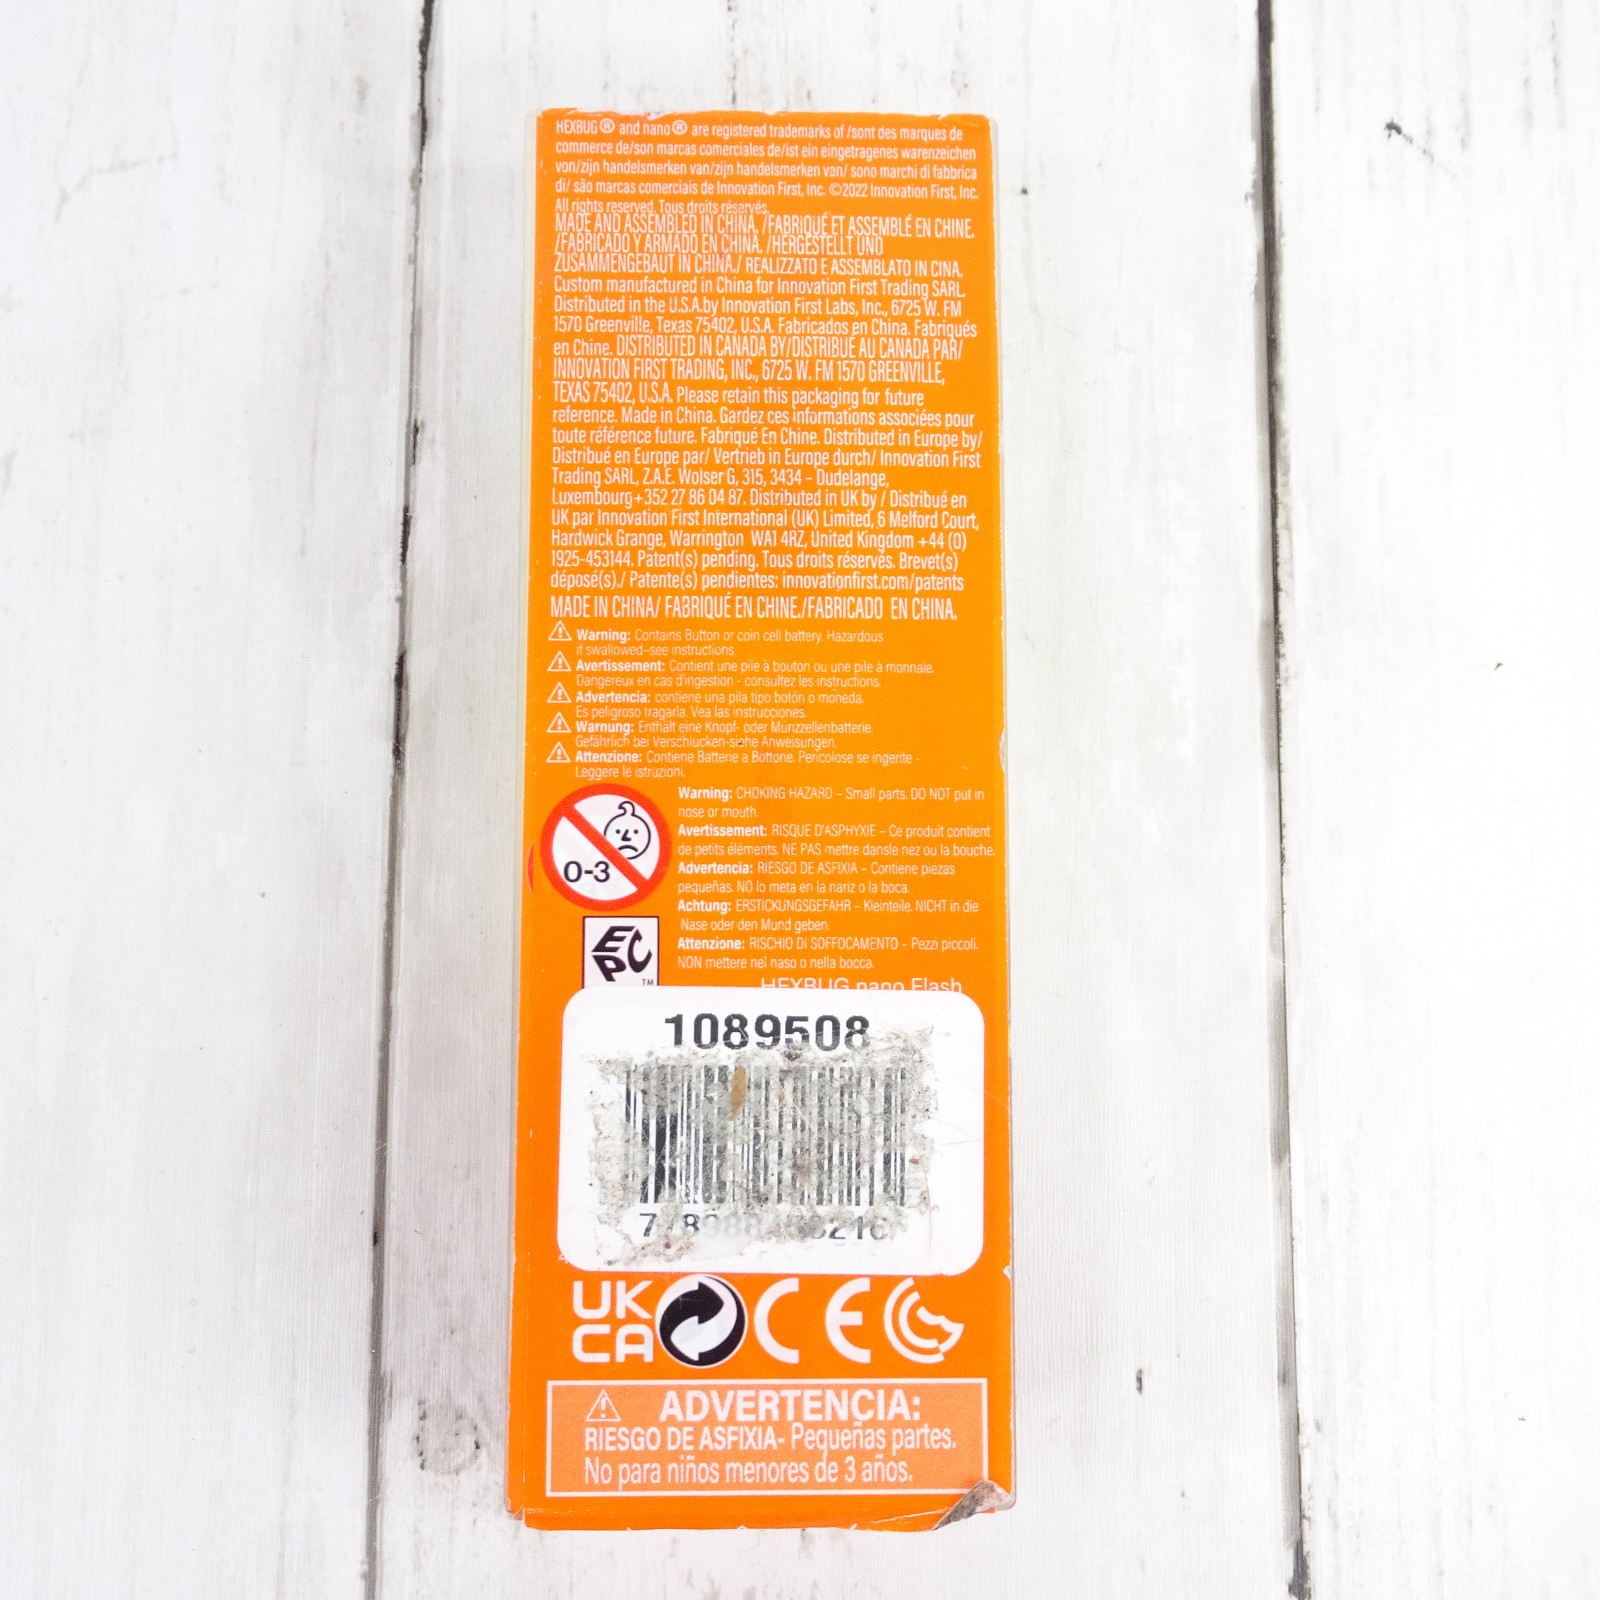 HEXBUG® and nano® are registered trademarks of /sont des marques de
commerce de/son marcas comerciales de/ist ein eingetragenes warenzeichen
von/zijn handelsmerken van/zijn handelsmerken van/ sono marchi di fabbrica
di/ são marcas comerciais de Innovation First, Inc. ©2022 Innovation First, Inc.
All rights reserved. Tous droits réservés.
MADE AND ASSEMBLED IN CHINA. /FABRIQUÉ ET ASSEMBLÉ EN CHINE.
/FABRICADO Y ARMADO EN CHINA. /HERGESTELLT UND
ZUSAMMENGEBAUT IN CHINA./ REALIZZATO E ASSEMBLATO IN CINA.
Custom manufactured in China for Innovation First Trading SARL.
Distributed in the U.S.A.by Innovation First Labs, Inc., 6725 W. FM
1570 Greenville, Texas 75402, U.S.A. Fabricados en China. Fabriqués
en Chine. DISTRIBUTED IN CANADA BY/DISTRIBUÉ AU CANADA PAR/
INNOVATION FIRST TRADING, INC., 6725 W. FM 1570 GREENVILLE,
TEXAS 75402, U.S.A. Please retain this packaging for future
reference. Made in China. Gardez ces informations associées pour
toute référence future. Fabriqué En Chine. Distributed in Europe by/
Distribué en Europe par/ Vertrieb in Europe durch/ Innovation First
Trading SARL, Z.A.E. Wolser G, 315, 3434 - Dudelange,
Luxembourg+352 27 86 04 87. Distributed in UK by / Distribué en
UK par Innovation First International (UK) Limited, 6 Melford Court,
Hardwick Grange, Warrington WA1 4RZ, United Kingdom +44 (0)
1925-453144. Patent(s) pending. Tous droits réservés. Brevet(s)
déposé(s)./ Patente(s) pendientes: innovationfirst.com/patents
MADE IN CHINA/ FABRIQUÉ EN CHINE./FABRICADO EN CHINA.
Warning: Contains Button or coin cell battery. Hazardous
if swallowed-see instructions
Avertissement: Contient une pile à bouton ou une pile à monnaie.
Dangereux en cas d'ingestion - consultez les instructions.
Advertencia: contiene una pila tipo botón o moneda.
Es peligroso tragarla. Vea las instrucciones.
Warnung: Enthält eine Knopf- oder Münzzellenbatterie.
Gefährlich bei Verschlucken-siehe Anweisungen.
Attenzione: Contiene Batterie a Bottone. Pericolose se ingerite -
Leggere le istruzioni.
Warning: CHOKING HAZARD - Small parts. DO NOT put in
nose or mouth.
Avertissement: RISQUE D'ASPHYXIE - Ce produit contient
de petits éléments. NE PAS mettre dansle nez ou la bouche.
Advertencia: RIESGO DE ASFIXIA - Contiene piezas
pequeñas. NO lo meta en la nariz o la boca.
Achtung: ERSTICKUNGSGEFAHR - Kleinteile. NICHT in die
Nase oder den Mund geben.
Attenzione: RISCHIO DI SOFFOCAMENTO - Pezzi piccoli.
NON mettere nel naso o nella bocca.
0-3
EPC
TM
HEXBUG nano Flash
1089508
UK
CA
CE
ADVERTENCIA:
RIESGO DE ASFIXIA- Pequeñas partes.
No para niños menores de 3 años.